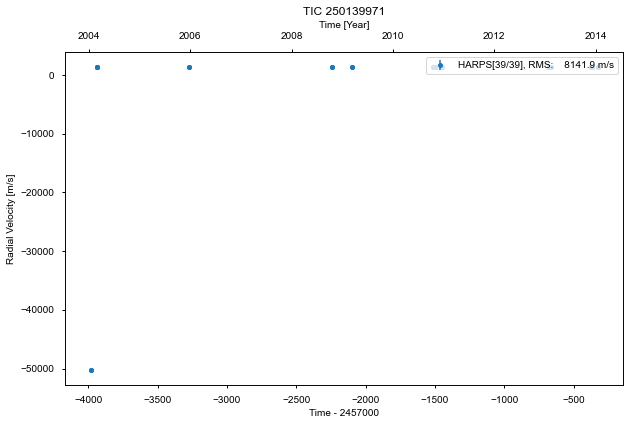 TIC 250139971
Time [Year]
2004 2006 2008 2010 2012 2014
HARPS[39/39], RMS: 8141.9 m/s
0
−10000
−20000
−30000
−40000
−50000
Radial Velocity [m/s]
−4000 −3500 −3000 −2500 −2000 −1500 −1000 −500
Time - 2457000